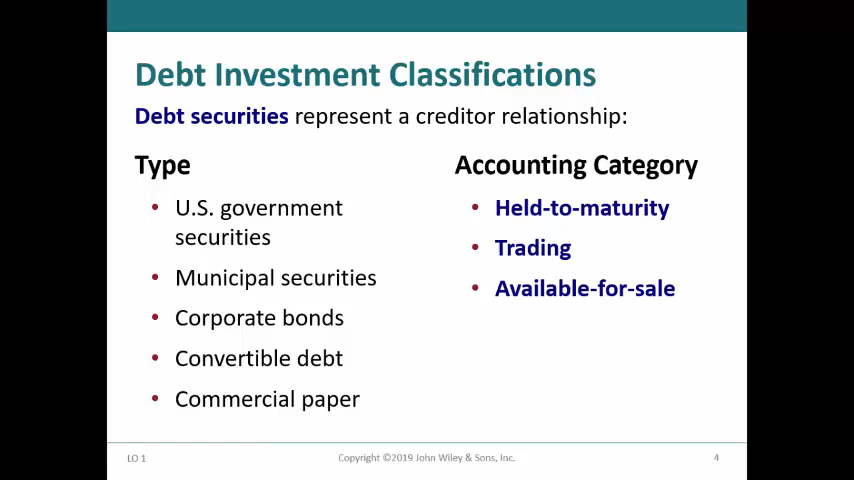 Debt Investment Classifications
Debt securities represent a creditor relationship:
Type
• U.S. government
securities
• Municipal securities
• Corporate bonds
• Convertible debt
• Commercial paper
Accounting Category
• Held-to-maturity
• Trading
• Available-for-sale
LO 1
Copyright ©2019 John Wiley & Sons, Inc.
4